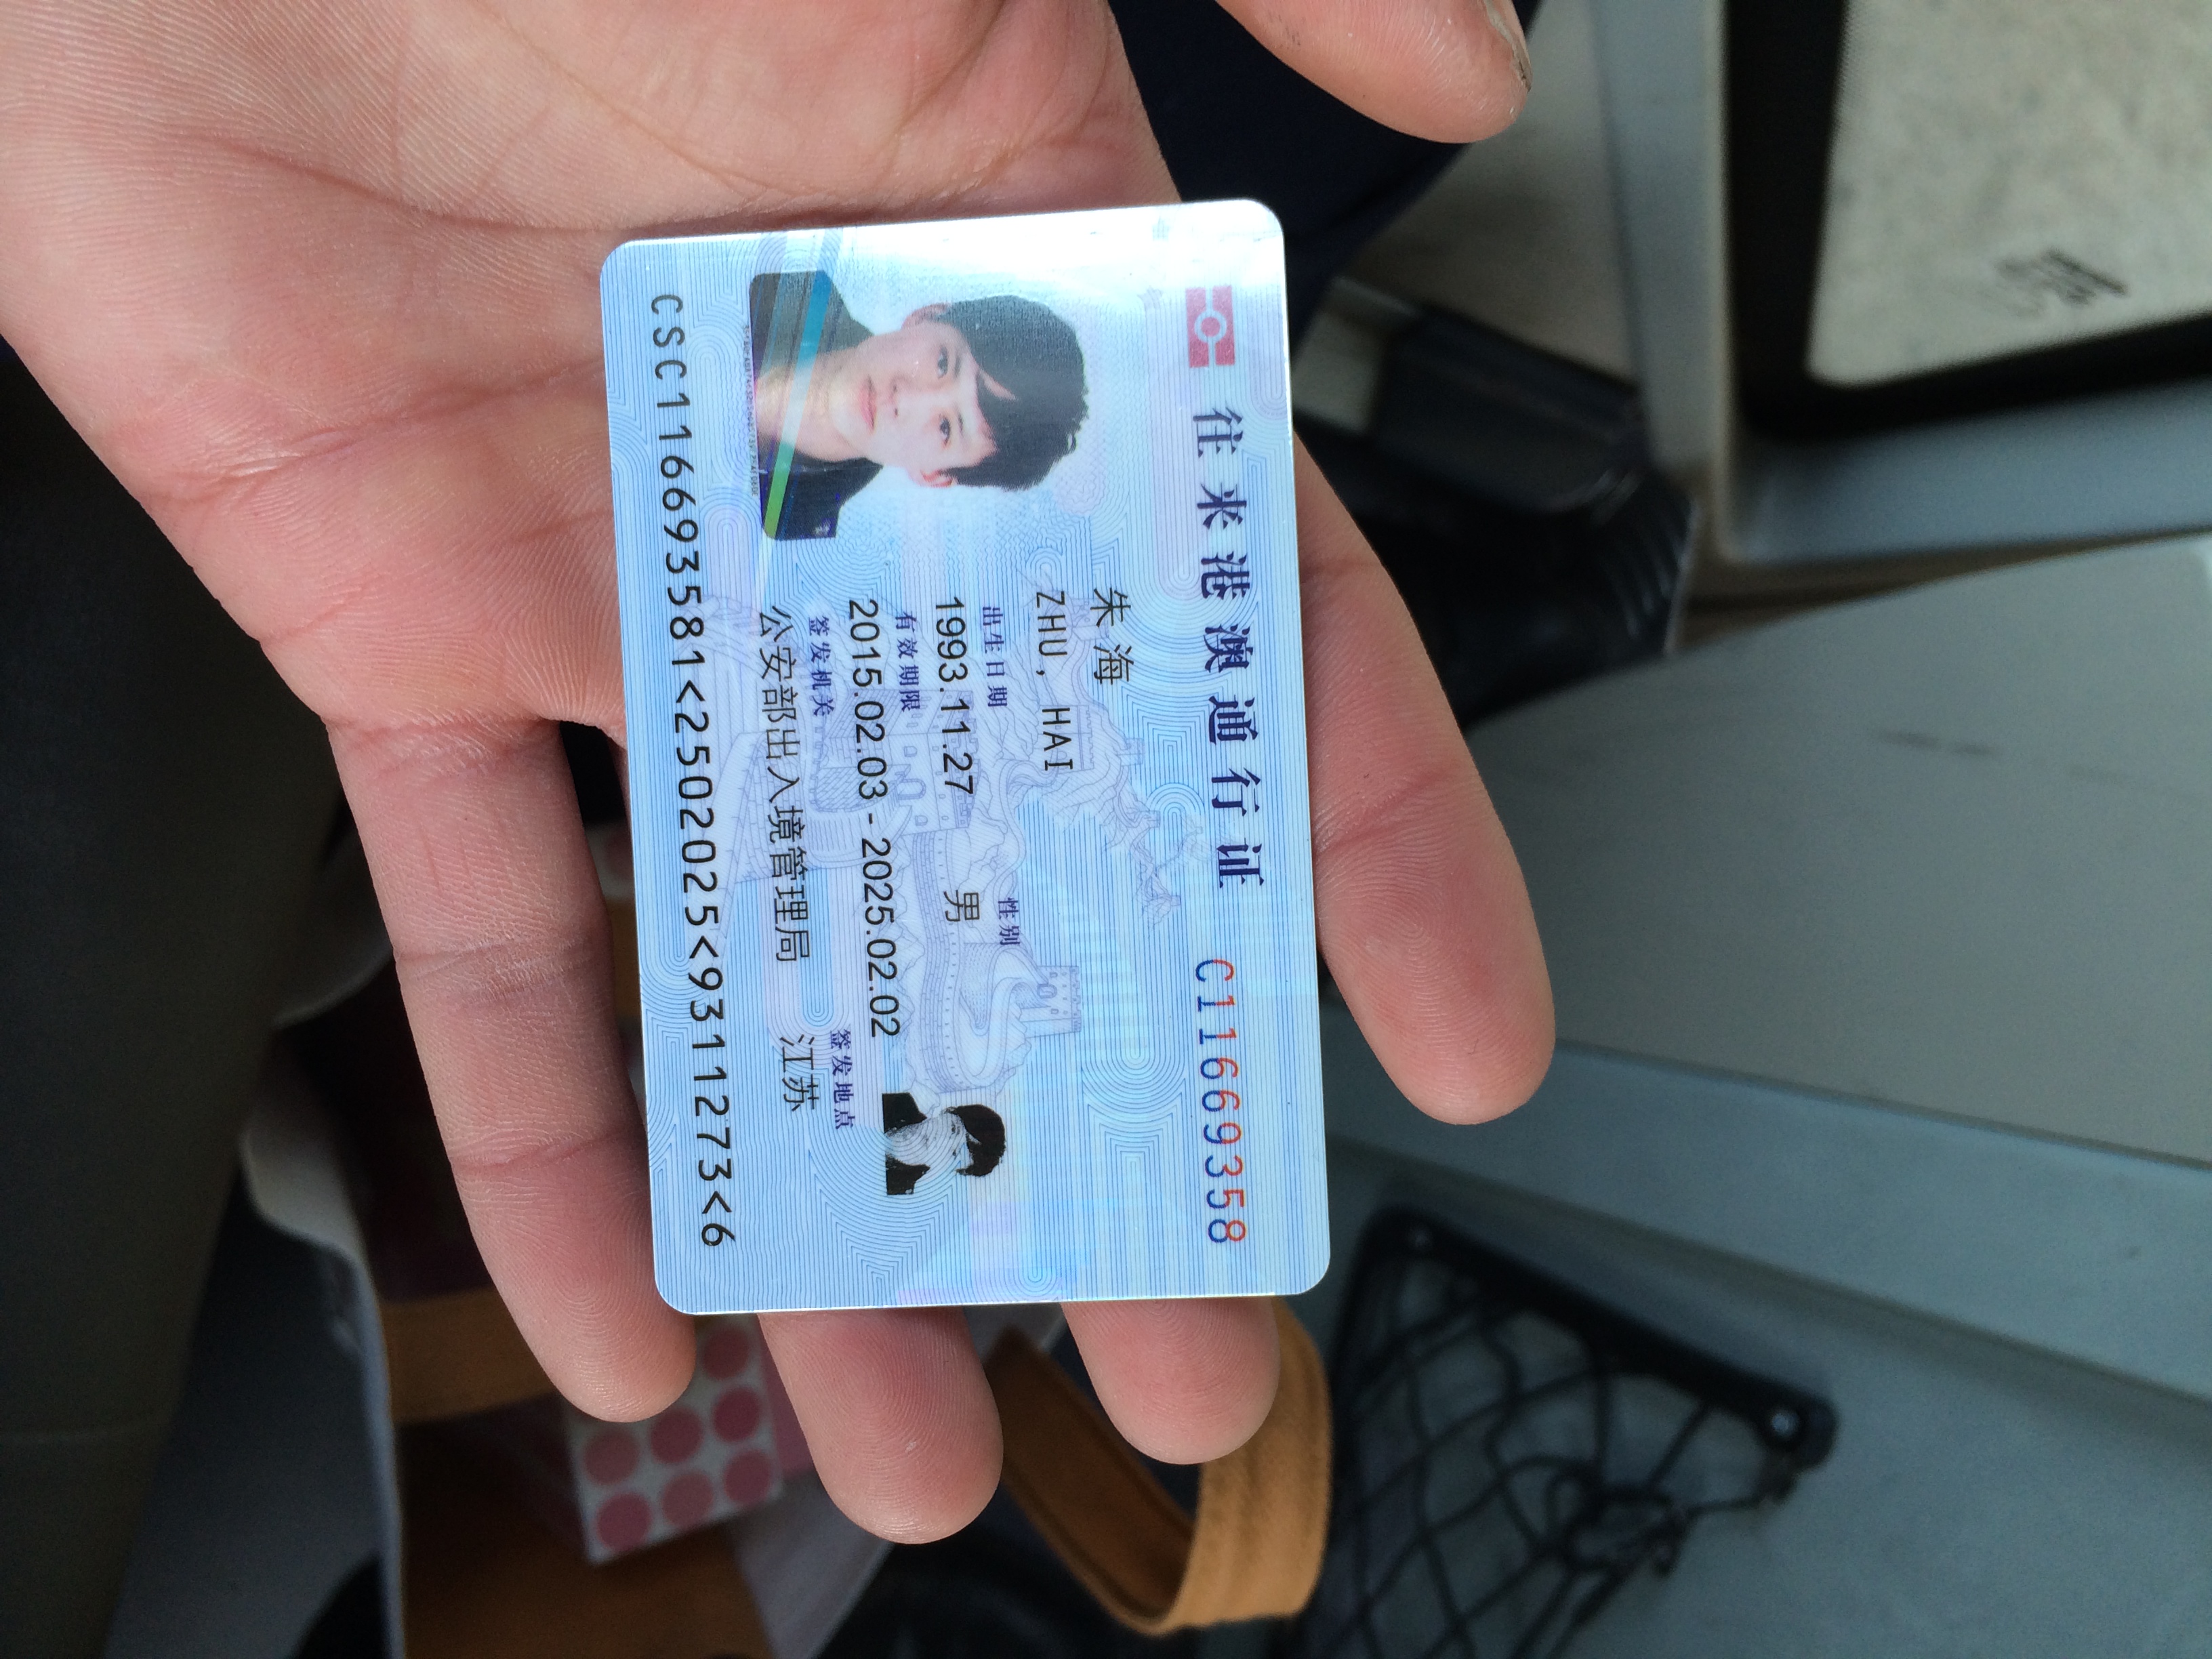 往来港澳通行证 C11669358
朱海
ZHU, HAI
出生日期 性别
1993.11.27 男
有效期限
2015.02.03 - 2025.02.02
签发机关 签发地点
公安部出入境管理局 江苏
CSC116693581<25020225<9311273<6